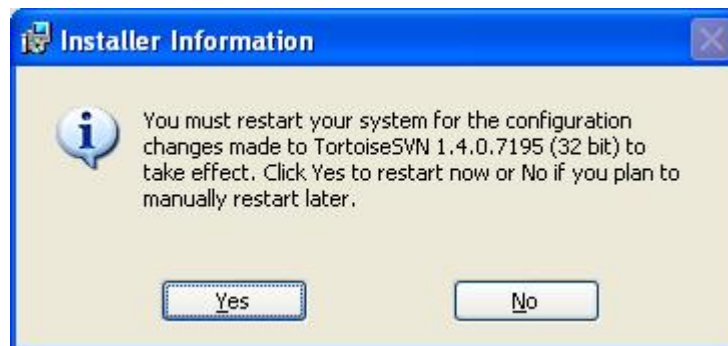 Installer Information
You must restart your system for the configuration
changes made to TortoiseSVN 1.4.0.7195 (32 bit) to
take effect. Click Yes to restart now or No if you plan to
manually restart later.
Yes
No